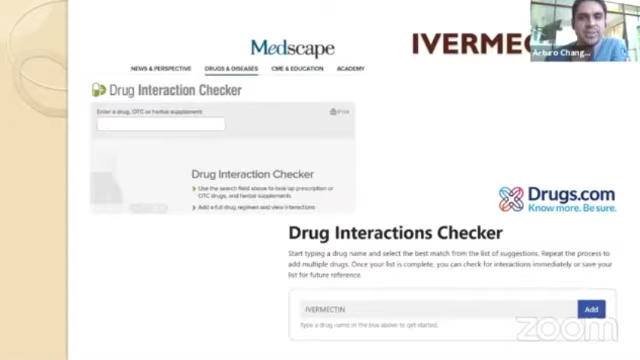 Medscape
IVERMEC
Arturo Chang...
NEWS & PERSPECTIVE DRUGS & DISEASES CME & EDUCATION ACADEMY
Drug Interaction Checker
Enter a drug, OTC or herbal supplement:
Print
Drug Interaction Checker
Use the search field above to look up prescription or
OTC drugs, and herbal supplements
Add a full drug regimen and view interactions
Drugs.com
Know more. Be sure.
Drug Interactions Checker
Start typing a drug name and select the best match from the list of suggestions. Repeat the process to
add multiple drugs. Once your list is complete, you can check for interactions immediately or save your
list for future reference.
IVERMECTIN
Add
Type a drug name in the box above to get started.
zoom